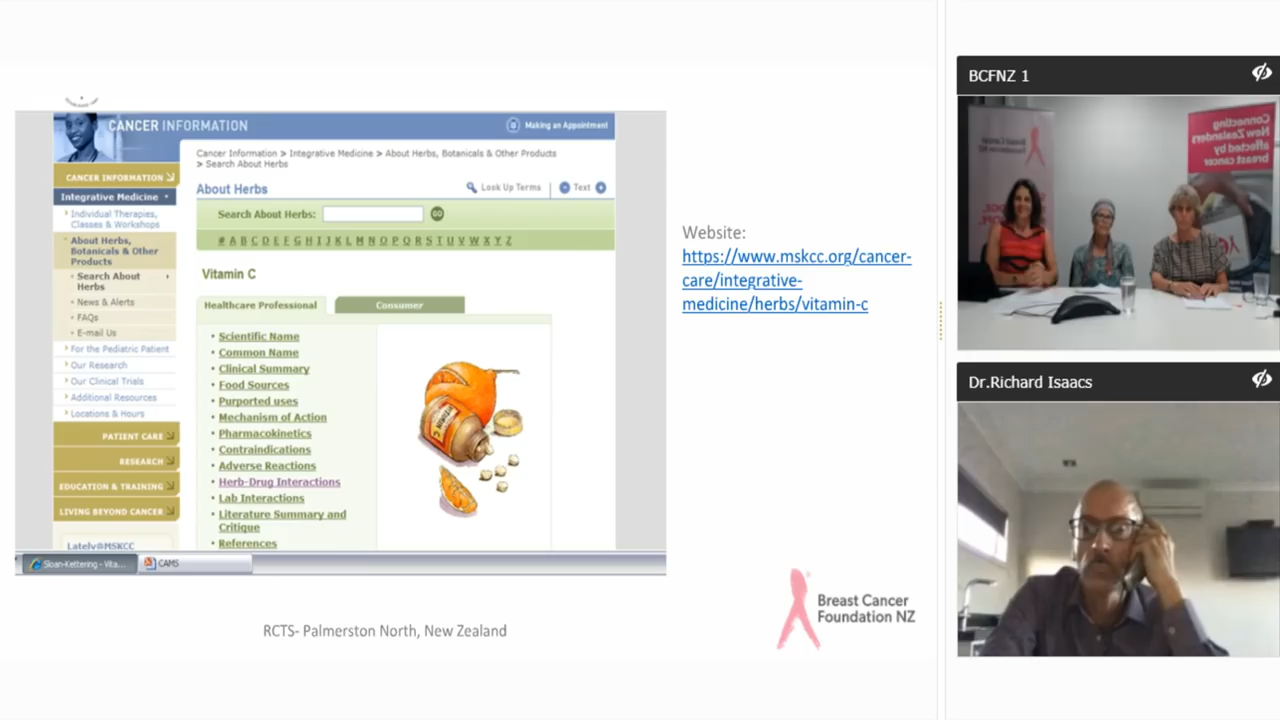 CANCER INFORMATION
Making an Appointment
Cancer Information > Integrative Medicine > About Herbs, Botanicals & Other Products
> Search About Herbs
About Herbs
Look Up Terms
Text
Search About Herbs:
GO
# A B C D E F G H I J K L M N O P Q R S T U V W X Y Z
CANCER INFORMATION
Integrative Medicine
Individual Therapies,
Classes & Workshops
About Herbs,
Botanicals & Other
Products
Search About
Herbs
News & Alerts
FAQs
E-mail Us
For the Pediatric Patient
Our Research
Our Clinical Trials
Additional Resources
Locations & Hours
PATIENT CARE
RESEARCH
EDUCATION & TRAINING
LIVING BEYOND CANCER
Lately@MSKCC
Vitamin C
Healthcare Professional
Consumer
• Scientific Name
• Common Name
• Clinical Summary
• Food Sources
• Purported uses
• Mechanism of Action
• Pharmacokinetics
• Contraindications
• Adverse Reactions
• Herb-Drug Interactions
• Lab Interactions
• Literature Summary and
Critique
• References
Sloan-Kettering - Vita...
CAMS
Website:
https://www.mskcc.org/cancer-
care/integrative-
medicine/herbs/vitamin-c
RCTS- Palmerston North, New Zealand
Breast Cancer
Foundation NZ
BCFNZ 1
Breast Cancer
Foundation NZ
Connecting
New Zealanders
affected by
breast cancer
Dr.Richard Isaacs